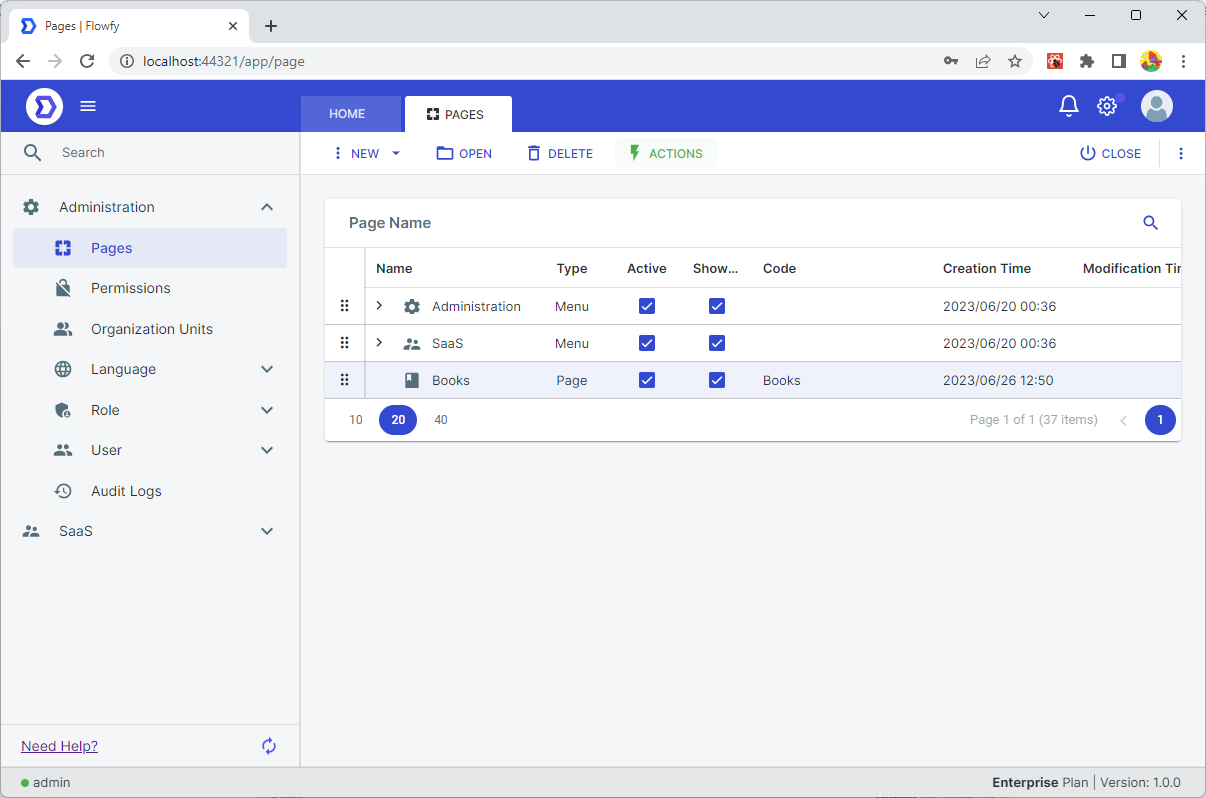 Pages | Flowfy
localhost:44321/app/page
HOME
PAGES
Search
NEW
OPEN
DELETE
ACTIONS
CLOSE
Administration
Pages
Permissions
Organization Units
Language
Role
User
Audit Logs
SaaS
Page Name
Name Type Active Show... Code Creation Time Modification Tir
Administration Menu 2023/06/20 00:36
SaaS Menu 2023/06/20 00:36
Books Page Books 2023/06/26 12:50
10 20 40 Page 1 of 1 (37 items) 1
Need Help?
admin
Enterprise Plan | Version: 1.0.0